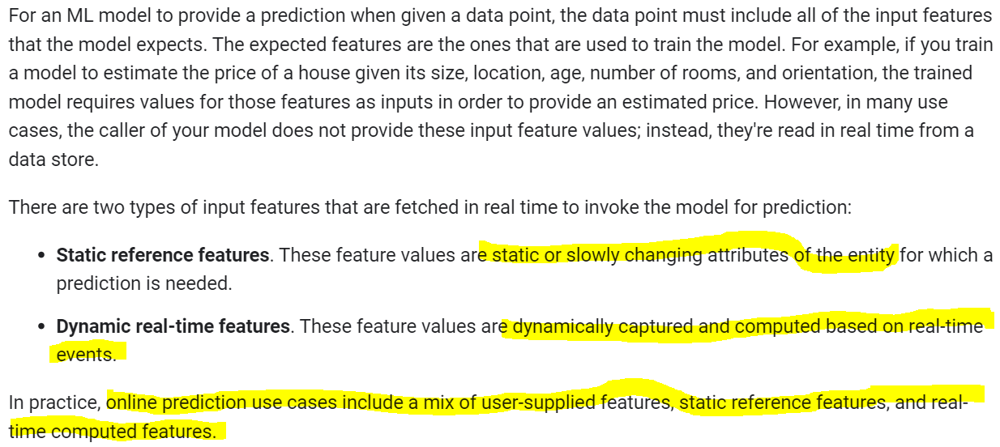 For an ML model to provide a prediction when given a data point, the data point must include all of the input features
that the model expects. The expected features are the ones that are used to train the model. For example, if you train
a model to estimate the price of a house given its size, location, age, number of rooms, and orientation, the trained
model requires values for those features as inputs in order to provide an estimated price. However, in many use
cases, the caller of your model does not provide these input feature values; instead, they're read in real time from a
data store.
There are two types of input features that are fetched in real time to invoke the model for prediction:
• Static reference features. These feature values are static or slowly changing attributes of the entity for which a
prediction is needed.
• Dynamic real-time features. These feature values are dynamically captured and computed based on real-time
events.
In practice, online prediction use cases include a mix of user-supplied features, static reference features, and real-
time computed features.